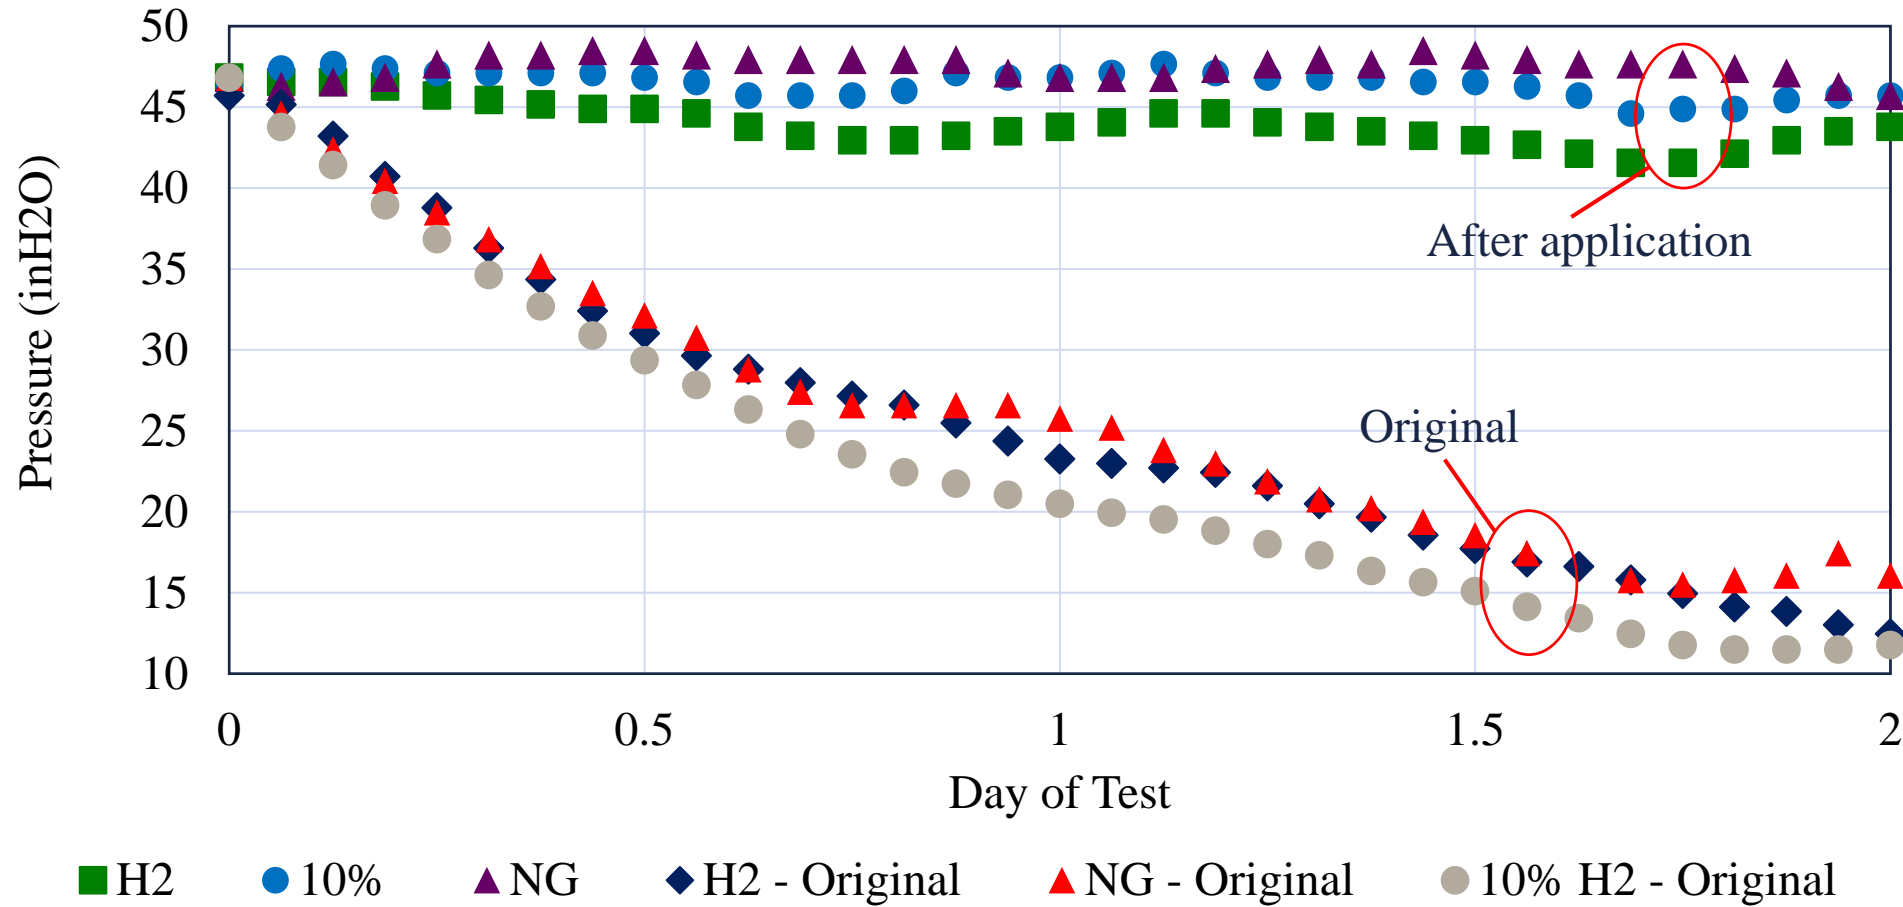 Pressure (inH2O)
50
45
40
35
30
25
20
15
10
After application
Original
0 0.5 1 1.5 2
Day of Test
H2 10% NG H2 - Original NG - Original 10% H2 - Original